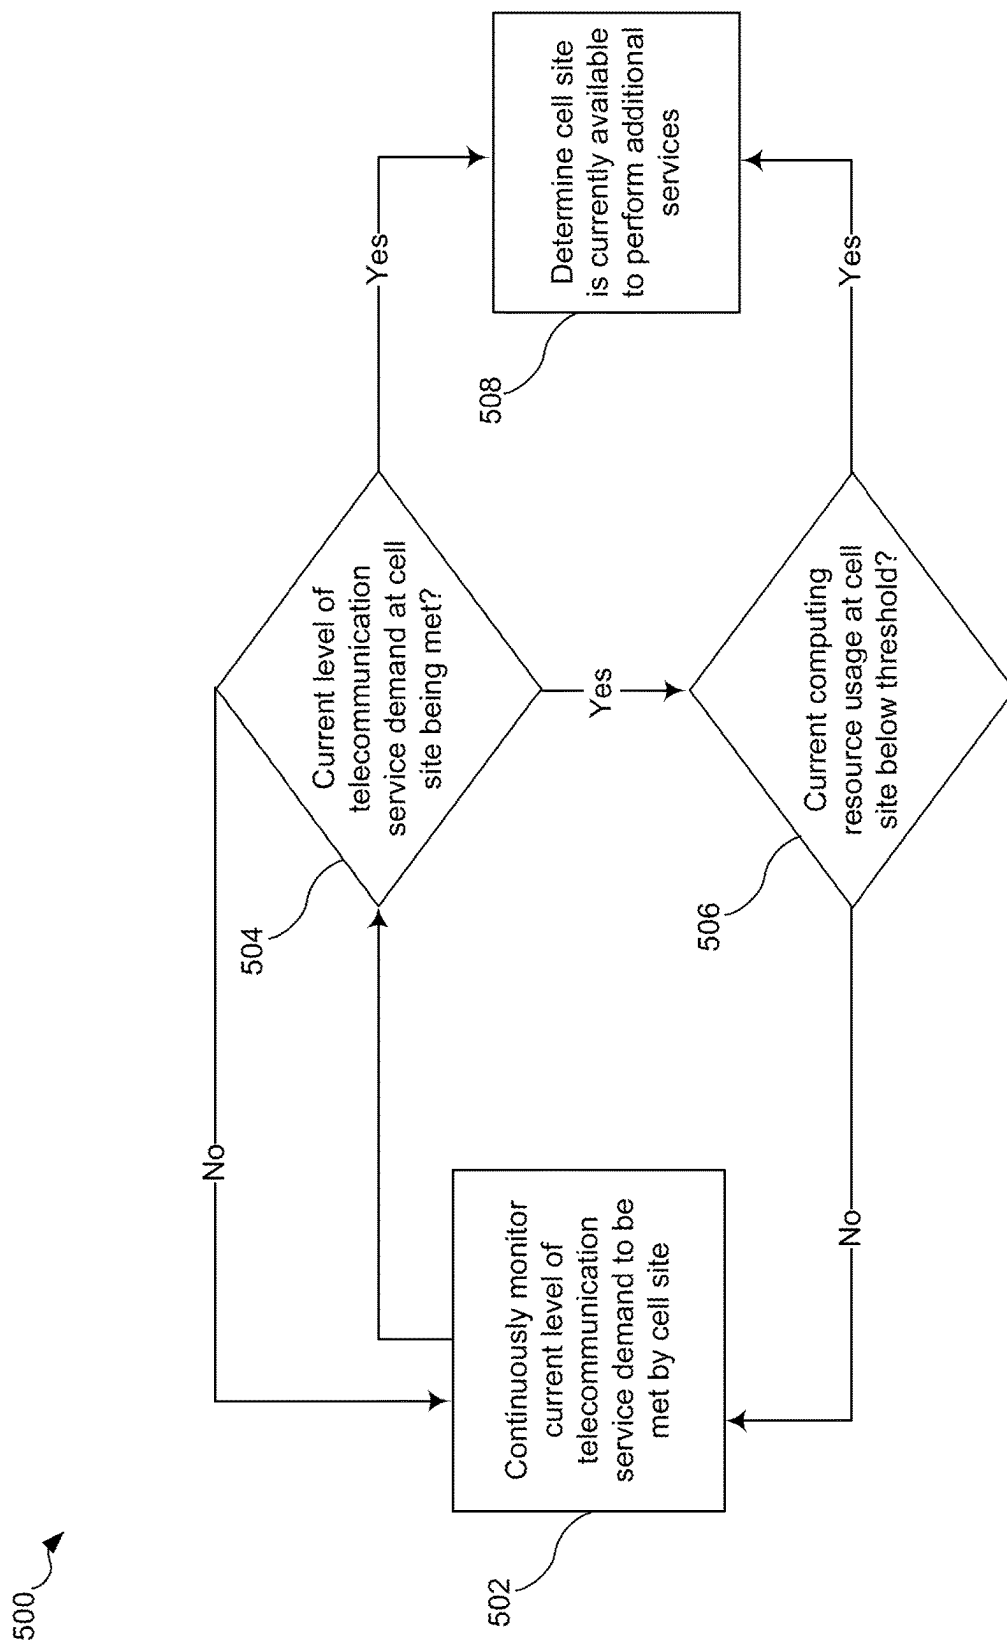 500
No
Continuously monitor
current level of
telecommunication
service demand to be
met by cell site
502
504
Current level of
telecommunication
service demand at cell
site being met?
Yes
Yes
508
Determine cell site
is currently available
to perform additional
services
506
Current computing
resource usage at cell
site below threshold?
No
Yes